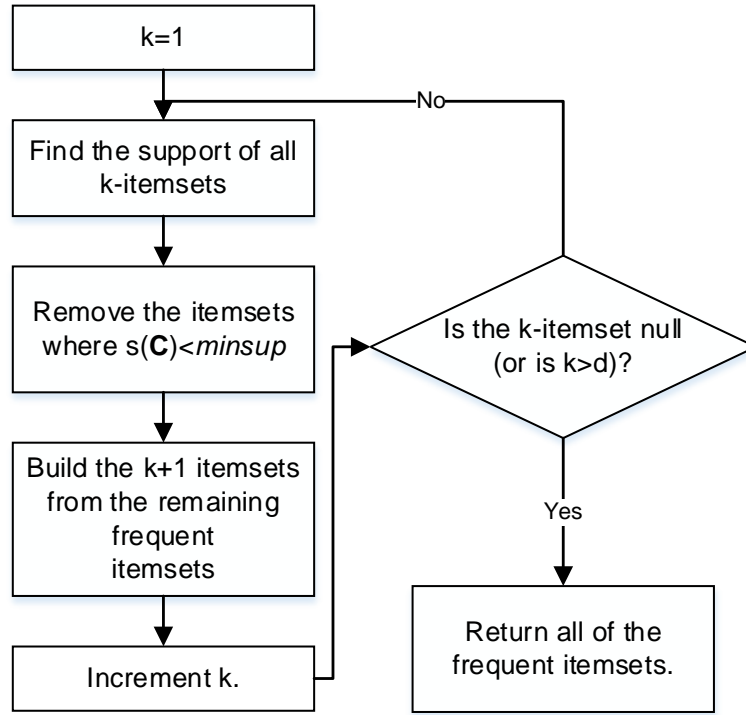 k=1
No
Find the support of all
k-itemsets
Remove the itemsets
where s(C)<minsup
Is the k-itemset null
(or is k>d)?
Build the k+1 itemsets
from the remaining
frequent
itemsets
Yes
Increment k.
Return all of the
frequent itemsets.